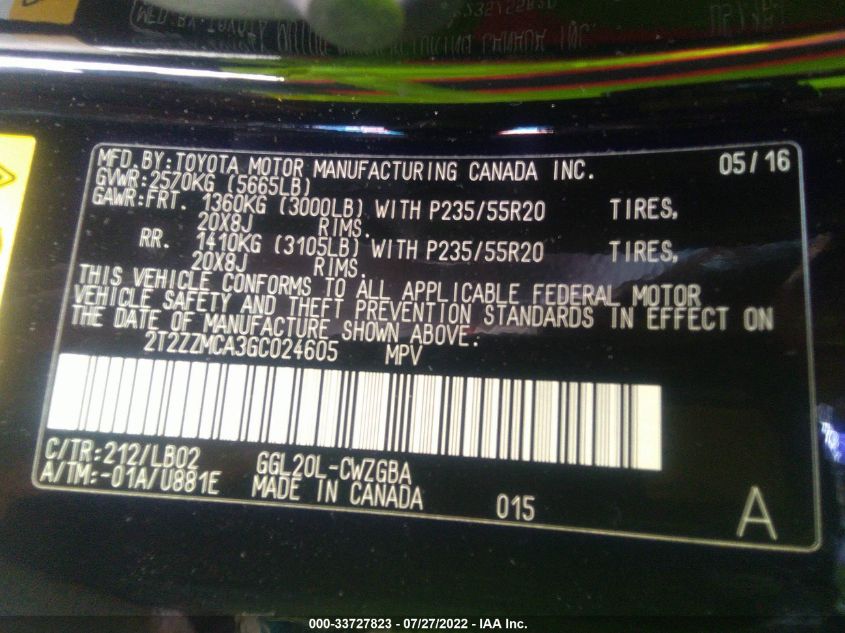 MFD. BY: TOYOTA MOTOR MANUFACTURING CANADA INC. 05/16
GVWR: 2570KG (5665LB)
GAWR: FRT. 1360KG (3000LB) WITH P235/55R20 TIRES,
20X8J RIMS.
RR. 1410KG (3105LB) WITH P235/55R20 TIRES,
20X8J RIMS.
THIS VEHICLE CONFORMS TO ALL APPLICABLE FEDERAL MOTOR
VEHICLE SAFETY AND THEFT PREVENTION STANDARDS IN EFFECT ON
THE DATE OF MANUFACTURE SHOWN ABOVE.
2T2ZZMCA3GC024605 MPV
C/TR: 212/LB02 GGL20L-CWZGBA
A/TM: -01A/U881E MADE IN CANADA 015 A
000-33727823 - 07/27/2022 - IAA Inc.